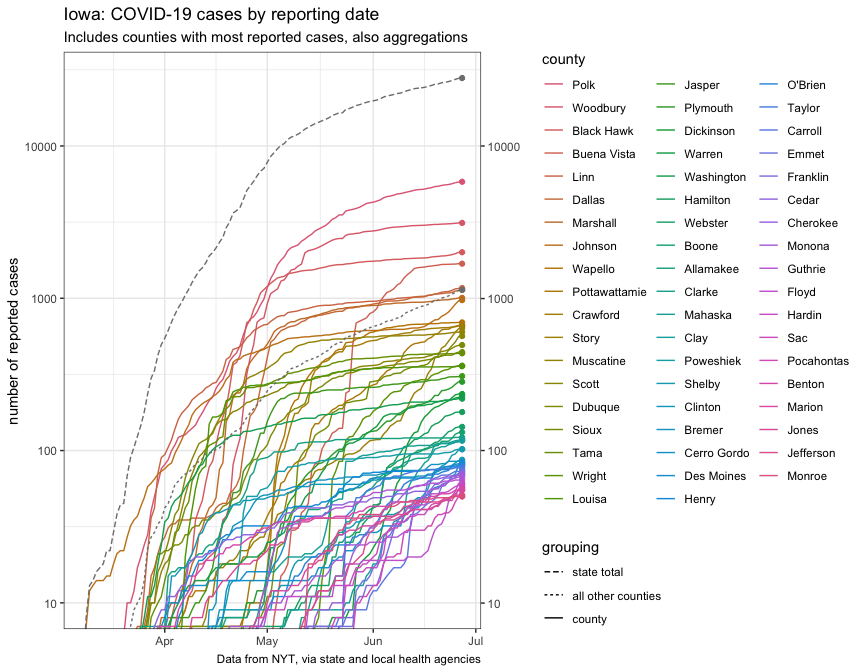 Iowa: COVID-19 cases by reporting date
Includes counties with most reported cases, also aggregations
number of reported cases
10000
1000
100
10
10000
1000
100
10
Apr
May
Jun
Jul
Data from NYT, via state and local health agencies
county
Polk
Woodbury
Black Hawk
Buena Vista
Linn
Dallas
Marshall
Johnson
Wapello
Pottawattamie
Crawford
Story
Muscatine
Scott
Dubuque
Sioux
Tama
Wright
Louisa
Jasper
Plymouth
Dickinson
Warren
Washington
Hamilton
Webster
Boone
Allamakee
Clarke
Mahaska
Clay
Poweshiek
Shelby
Clinton
Bremer
Cerro Gordo
Des Moines
Henry
O'Brien
Taylor
Carroll
Emmet
Franklin
Cedar
Cherokee
Monona
Guthrie
Floyd
Hardin
Sac
Pocahontas
Benton
Marion
Jones
Jefferson
Monroe
grouping
state total
all other counties
county